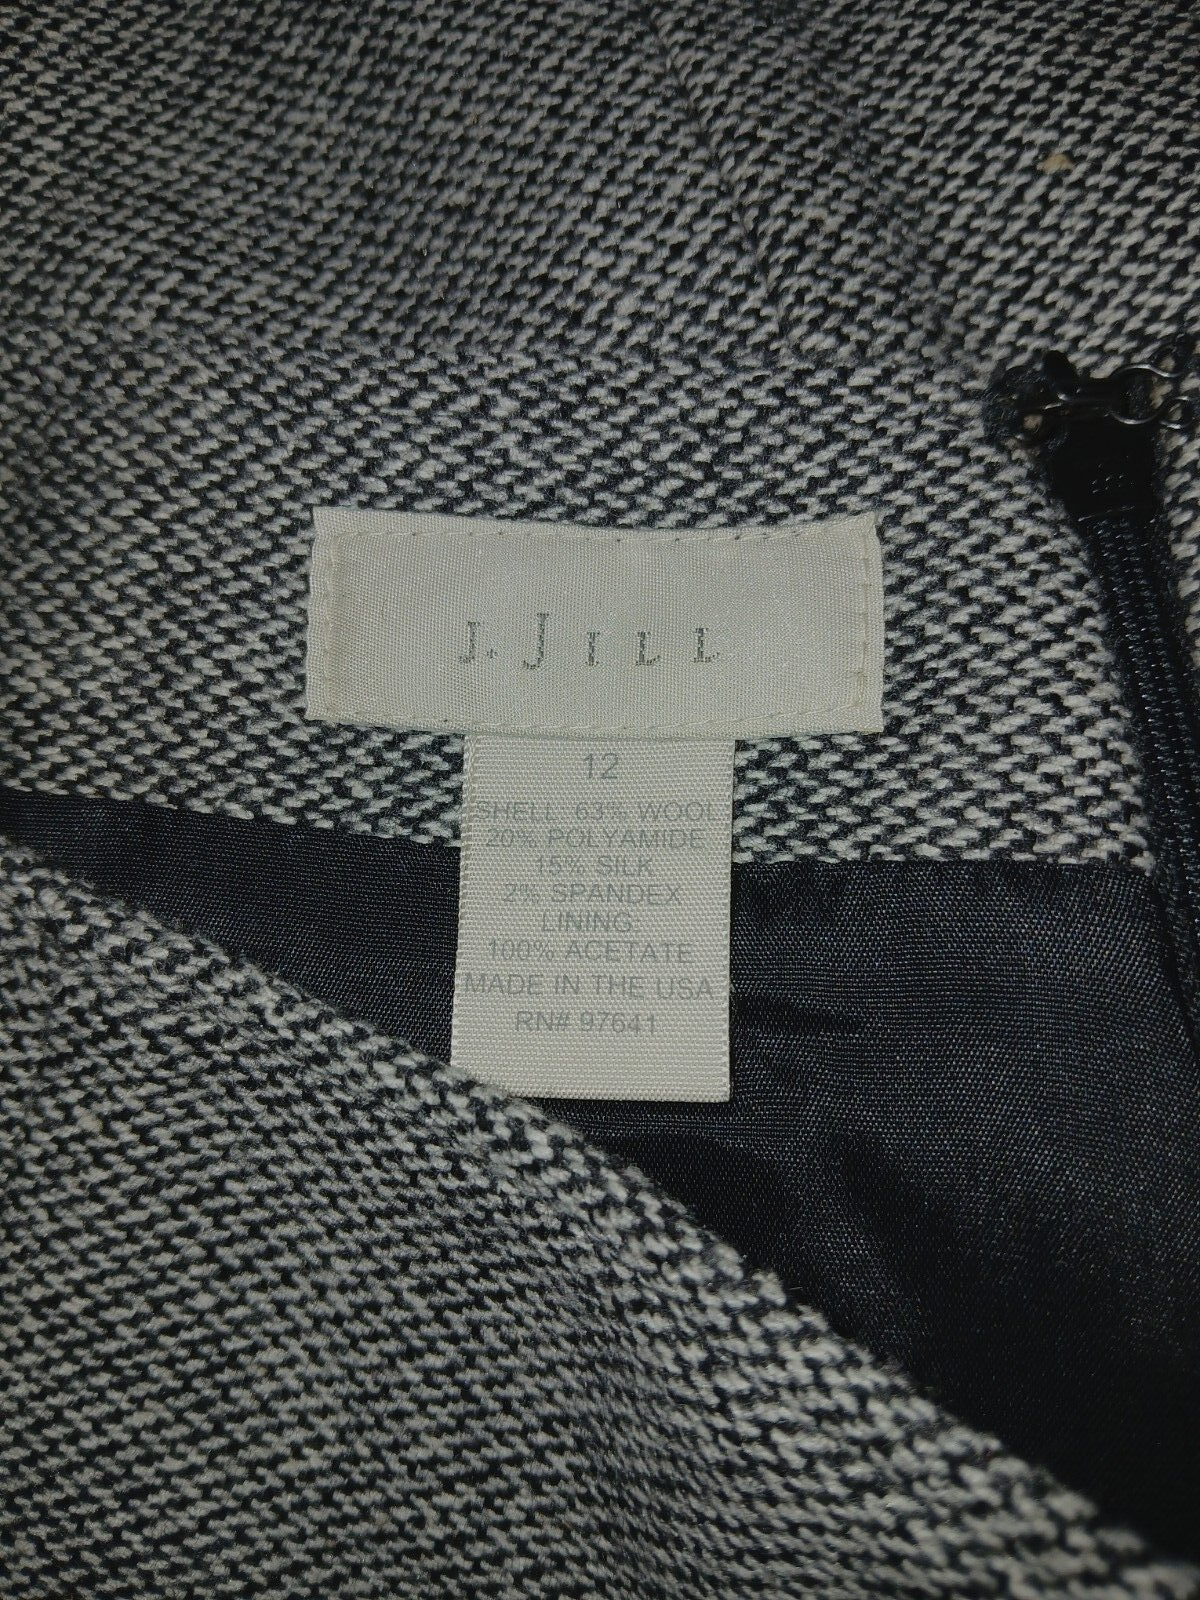 J. JILL
12
SHELL: 63% WOOL
20% POLYAMIDE
15% SILK
2% SPANDEX
LINING:
100% ACETATE
MADE IN THE USA
RN# 97641